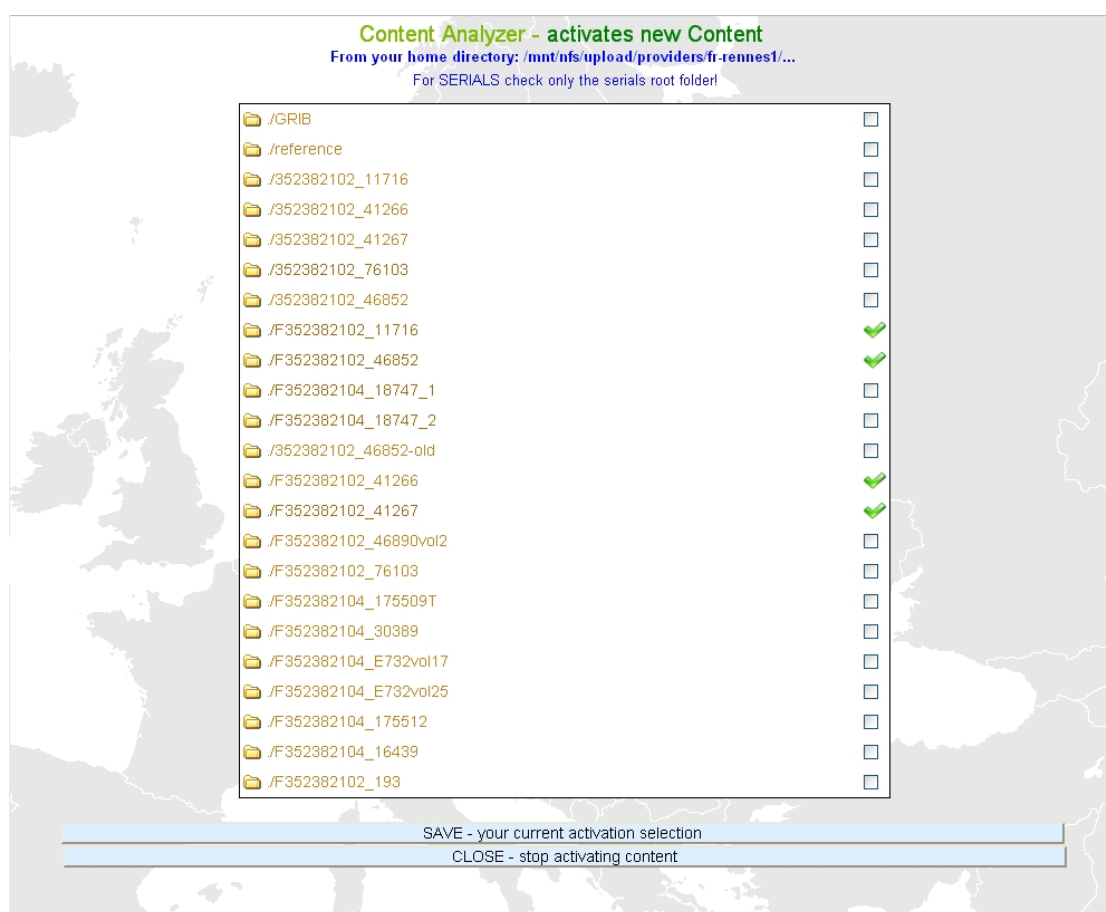 Content Analyzer - activates new Content
From your home directory: /mnt/nfs/upload/providers/fr-rennes1/...
For SERIALS check only the serials root folder!
./GRIB
./reference
./352382102_11716
./352382102_41266
./352382102_41267
./352382102_76103
./352382102_46852
./F352382102_11716
./F352382102_46852
./F352382104_18747_1
./F352382104_18747_2
./352382102_46852-old
./F352382102_41266
./F352382102_41267
./F352382102_46890vol2
./F352382102_76103
./F352382104_175509T
./F352382104_30389
./F352382104_E732vol17
./F352382104_E732vol25
./F352382104_175512
./F352382104_16439
./F352382102_193
SAVE - your current activation selection
CLOSE - stop activating content